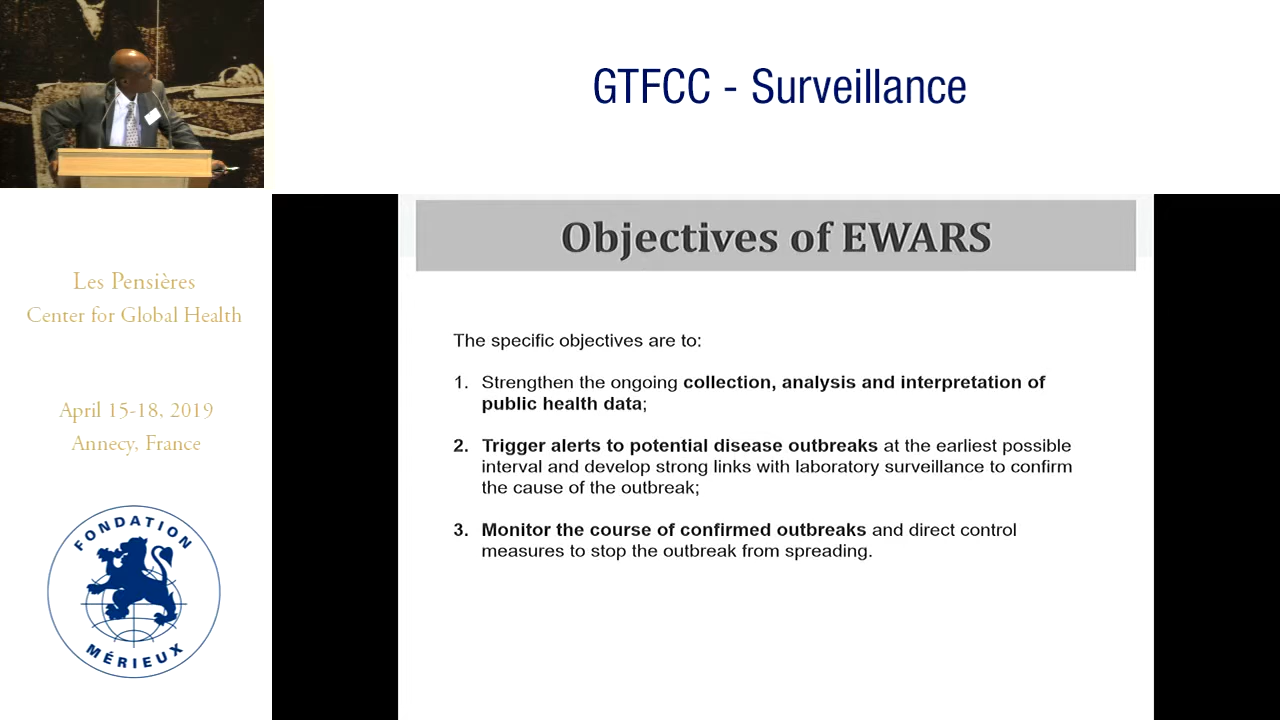 GTFCC - Surveillance
Les Pensières
Center for Global Health
April 15-18, 2019
Annecy, France
FONDATION
MÉRIEUX
Objectives of EWARS
The specific objectives are to:
1. Strengthen the ongoing collection, analysis and interpretation of
public health data;
2. Trigger alerts to potential disease outbreaks at the earliest possible
interval and develop strong links with laboratory surveillance to confirm
the cause of the outbreak;
3. Monitor the course of confirmed outbreaks and direct control
measures to stop the outbreak from spreading.